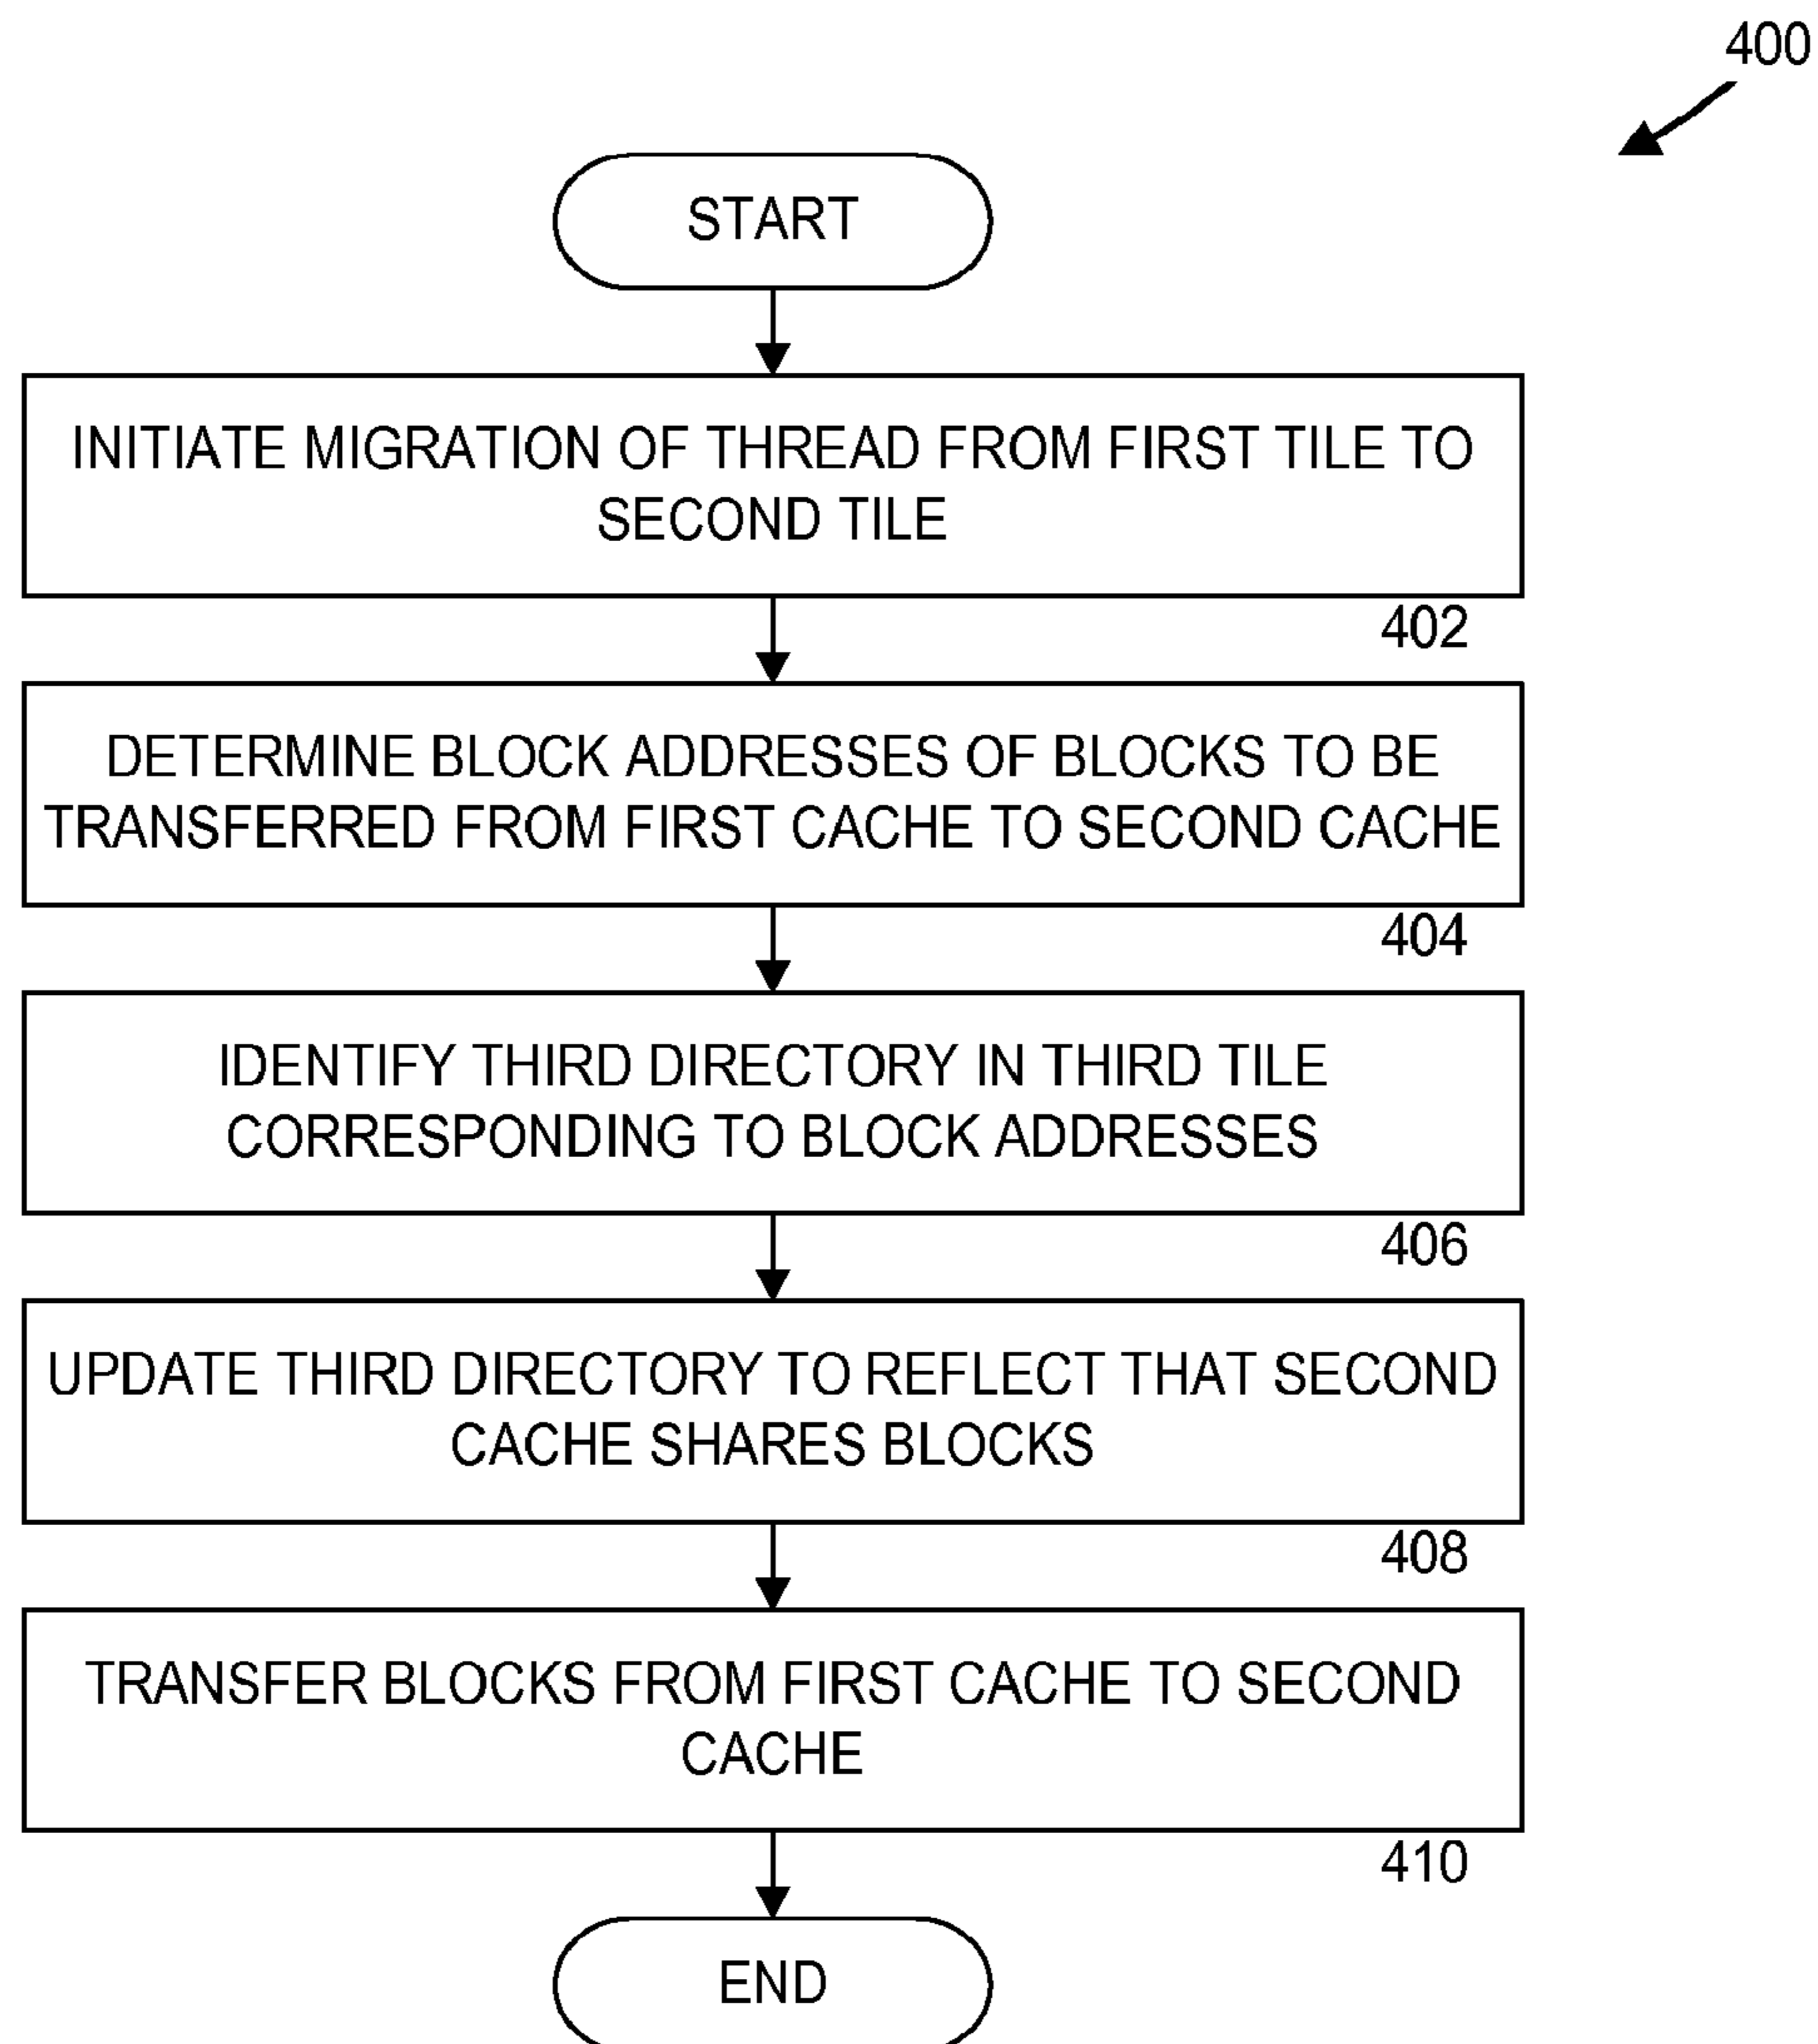 400
START
INITIATE MIGRATION OF THREAD FROM FIRST TILE TO
SECOND TILE
402
DETERMINE BLOCK ADDRESSES OF BLOCKS TO BE
TRANSFERRED FROM FIRST CACHE TO SECOND CACHE
404
IDENTIFY THIRD DIRECTORY IN THIRD TILE
CORRESPONDING TO BLOCK ADDRESSES
406
UPDATE THIRD DIRECTORY TO REFLECT THAT SECOND
CACHE SHARES BLOCKS
408
TRANSFER BLOCKS FROM FIRST CACHE TO SECOND
CACHE
410
END